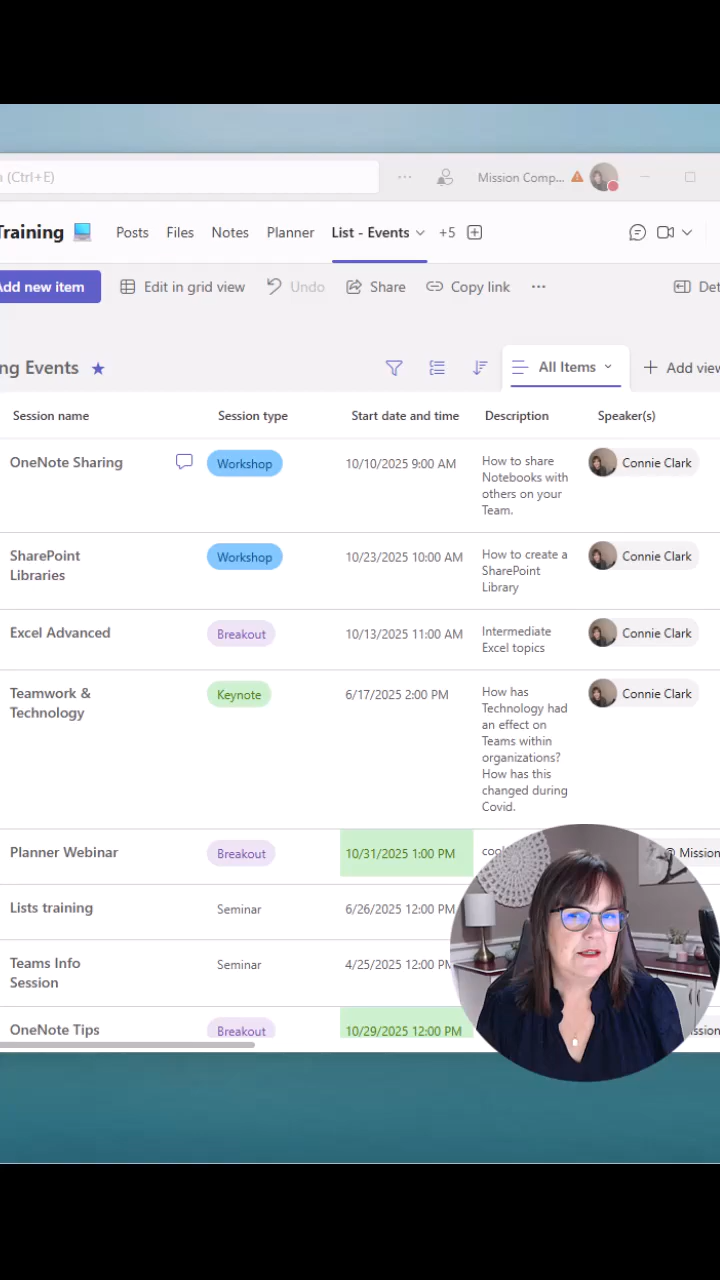 (Ctrl+E)
Mission Comp...
Training
Posts
Files
Notes
Planner
List - Events
+5
Add new item
Edit in grid view
Undo
Share
Copy link
Events
All Items
Add view
Session name
Session type
Start date and time
Description
Speaker(s)
OneNote Sharing
Workshop
10/10/2025 9:00 AM
How to share
Notebooks with
others on your
Team.
Connie Clark
SharePoint
Libraries
Workshop
10/23/2025 10:00 AM
How to create a
SharePoint
Library
Connie Clark
Excel Advanced
Breakout
10/13/2025 11:00 AM
Intermediate
Excel topics
Connie Clark
Teamwork &
Technology
Keynote
6/17/2025 2:00 PM
How has
Technology had
an effect on
Teams within
organizations?
How has this
changed during
Covid.
Connie Clark
Planner Webinar
Breakout
10/31/2025 1:00 PM
Mission
Lists training
Seminar
6/26/2025 12:00 PM
Teams Info
Session
Seminar
4/25/2025 12:00 PM
OneNote Tips
Breakout
10/29/2025 12:00 PM